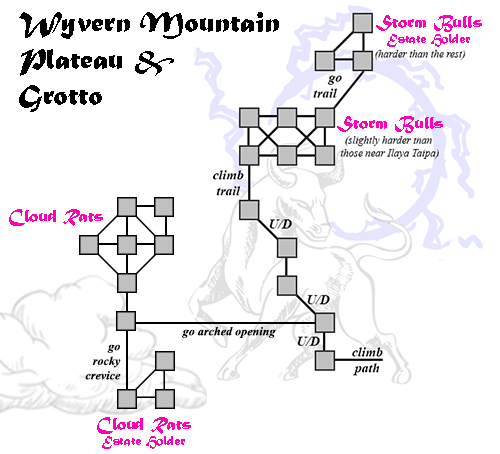 Wyvern Mountain
Plateau &
Grotto
Storm Bulls
Estate Holder
(harder than the rest)
go
trail
Storm Bulls
(slightly harder than
those near Ilaya Taipa)
climb
trail
Cloud Rats
U/D
U/D
go arched opening
U/D
go
rocky
crevice
climb
path
Cloud Rats
Estate Holder